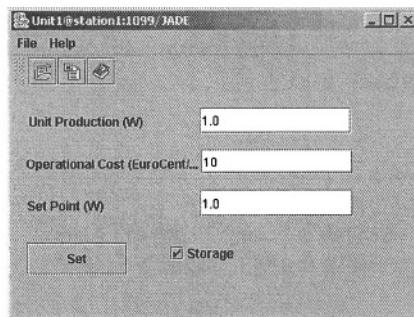 Unit1@station1:1099/JADE
File Help
Unit Production (W) 1.0
Operational Cost (EuroCent/... 10
Set Point (W) 1.0
Set Storage